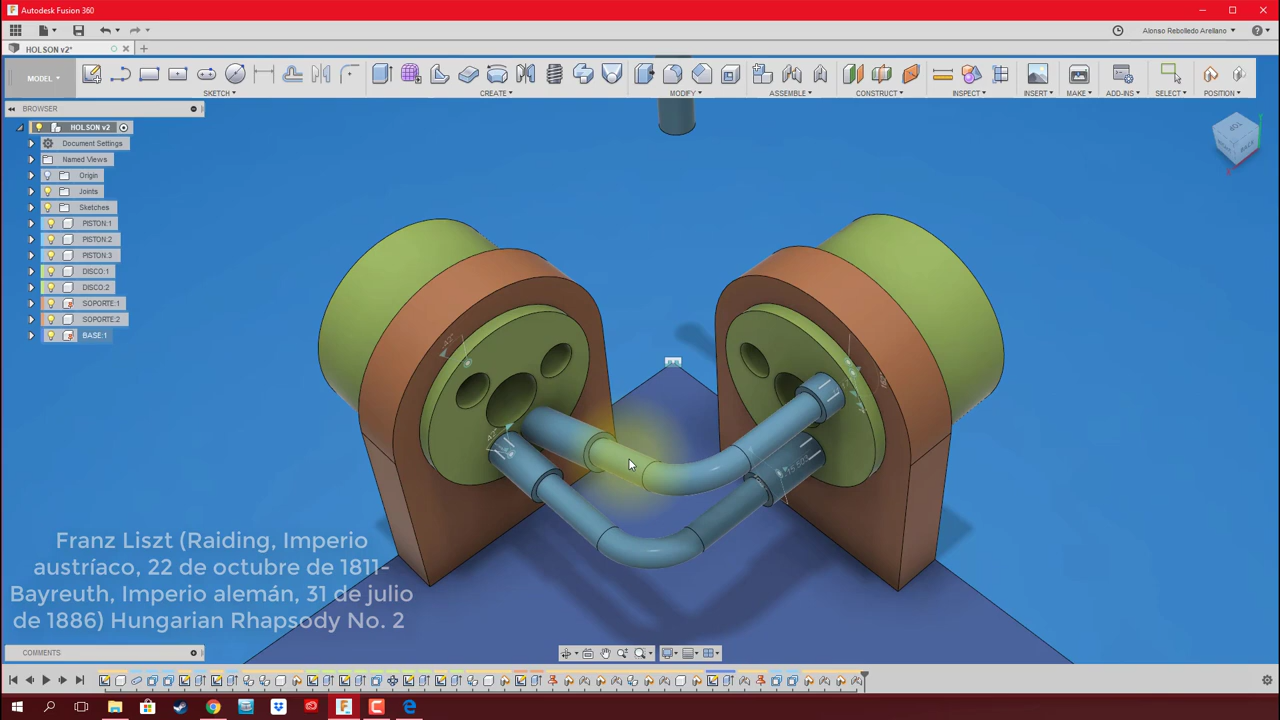 Autodesk Fusion 360
Alonso Rebolledo Arellano
HOLSON v2*
MODEL
SKETCH
CREATE
MODIFY
ASSEMBLE
CONSTRUCT
INSPECT
INSERT
MAKE
ADD-INS
SELECT
POSITION
BROWSER
HOLSON v2
Document Settings
Named Views
Origin
Joints
Sketches
PISTON:1
PISTON:2
PISTON:3
DISCO:1
DISCO:2
SOPORTE:1
SOPORTE:2
BASE:1
TOP
BACK
Franz Liszt (Raiding, Imperio
austríaco, 22 de octubre de 1811-
Bayreuth, Imperio alemán, 31 de julio
de 1886) Hungarian Rhapsody No. 2
COMMENTS